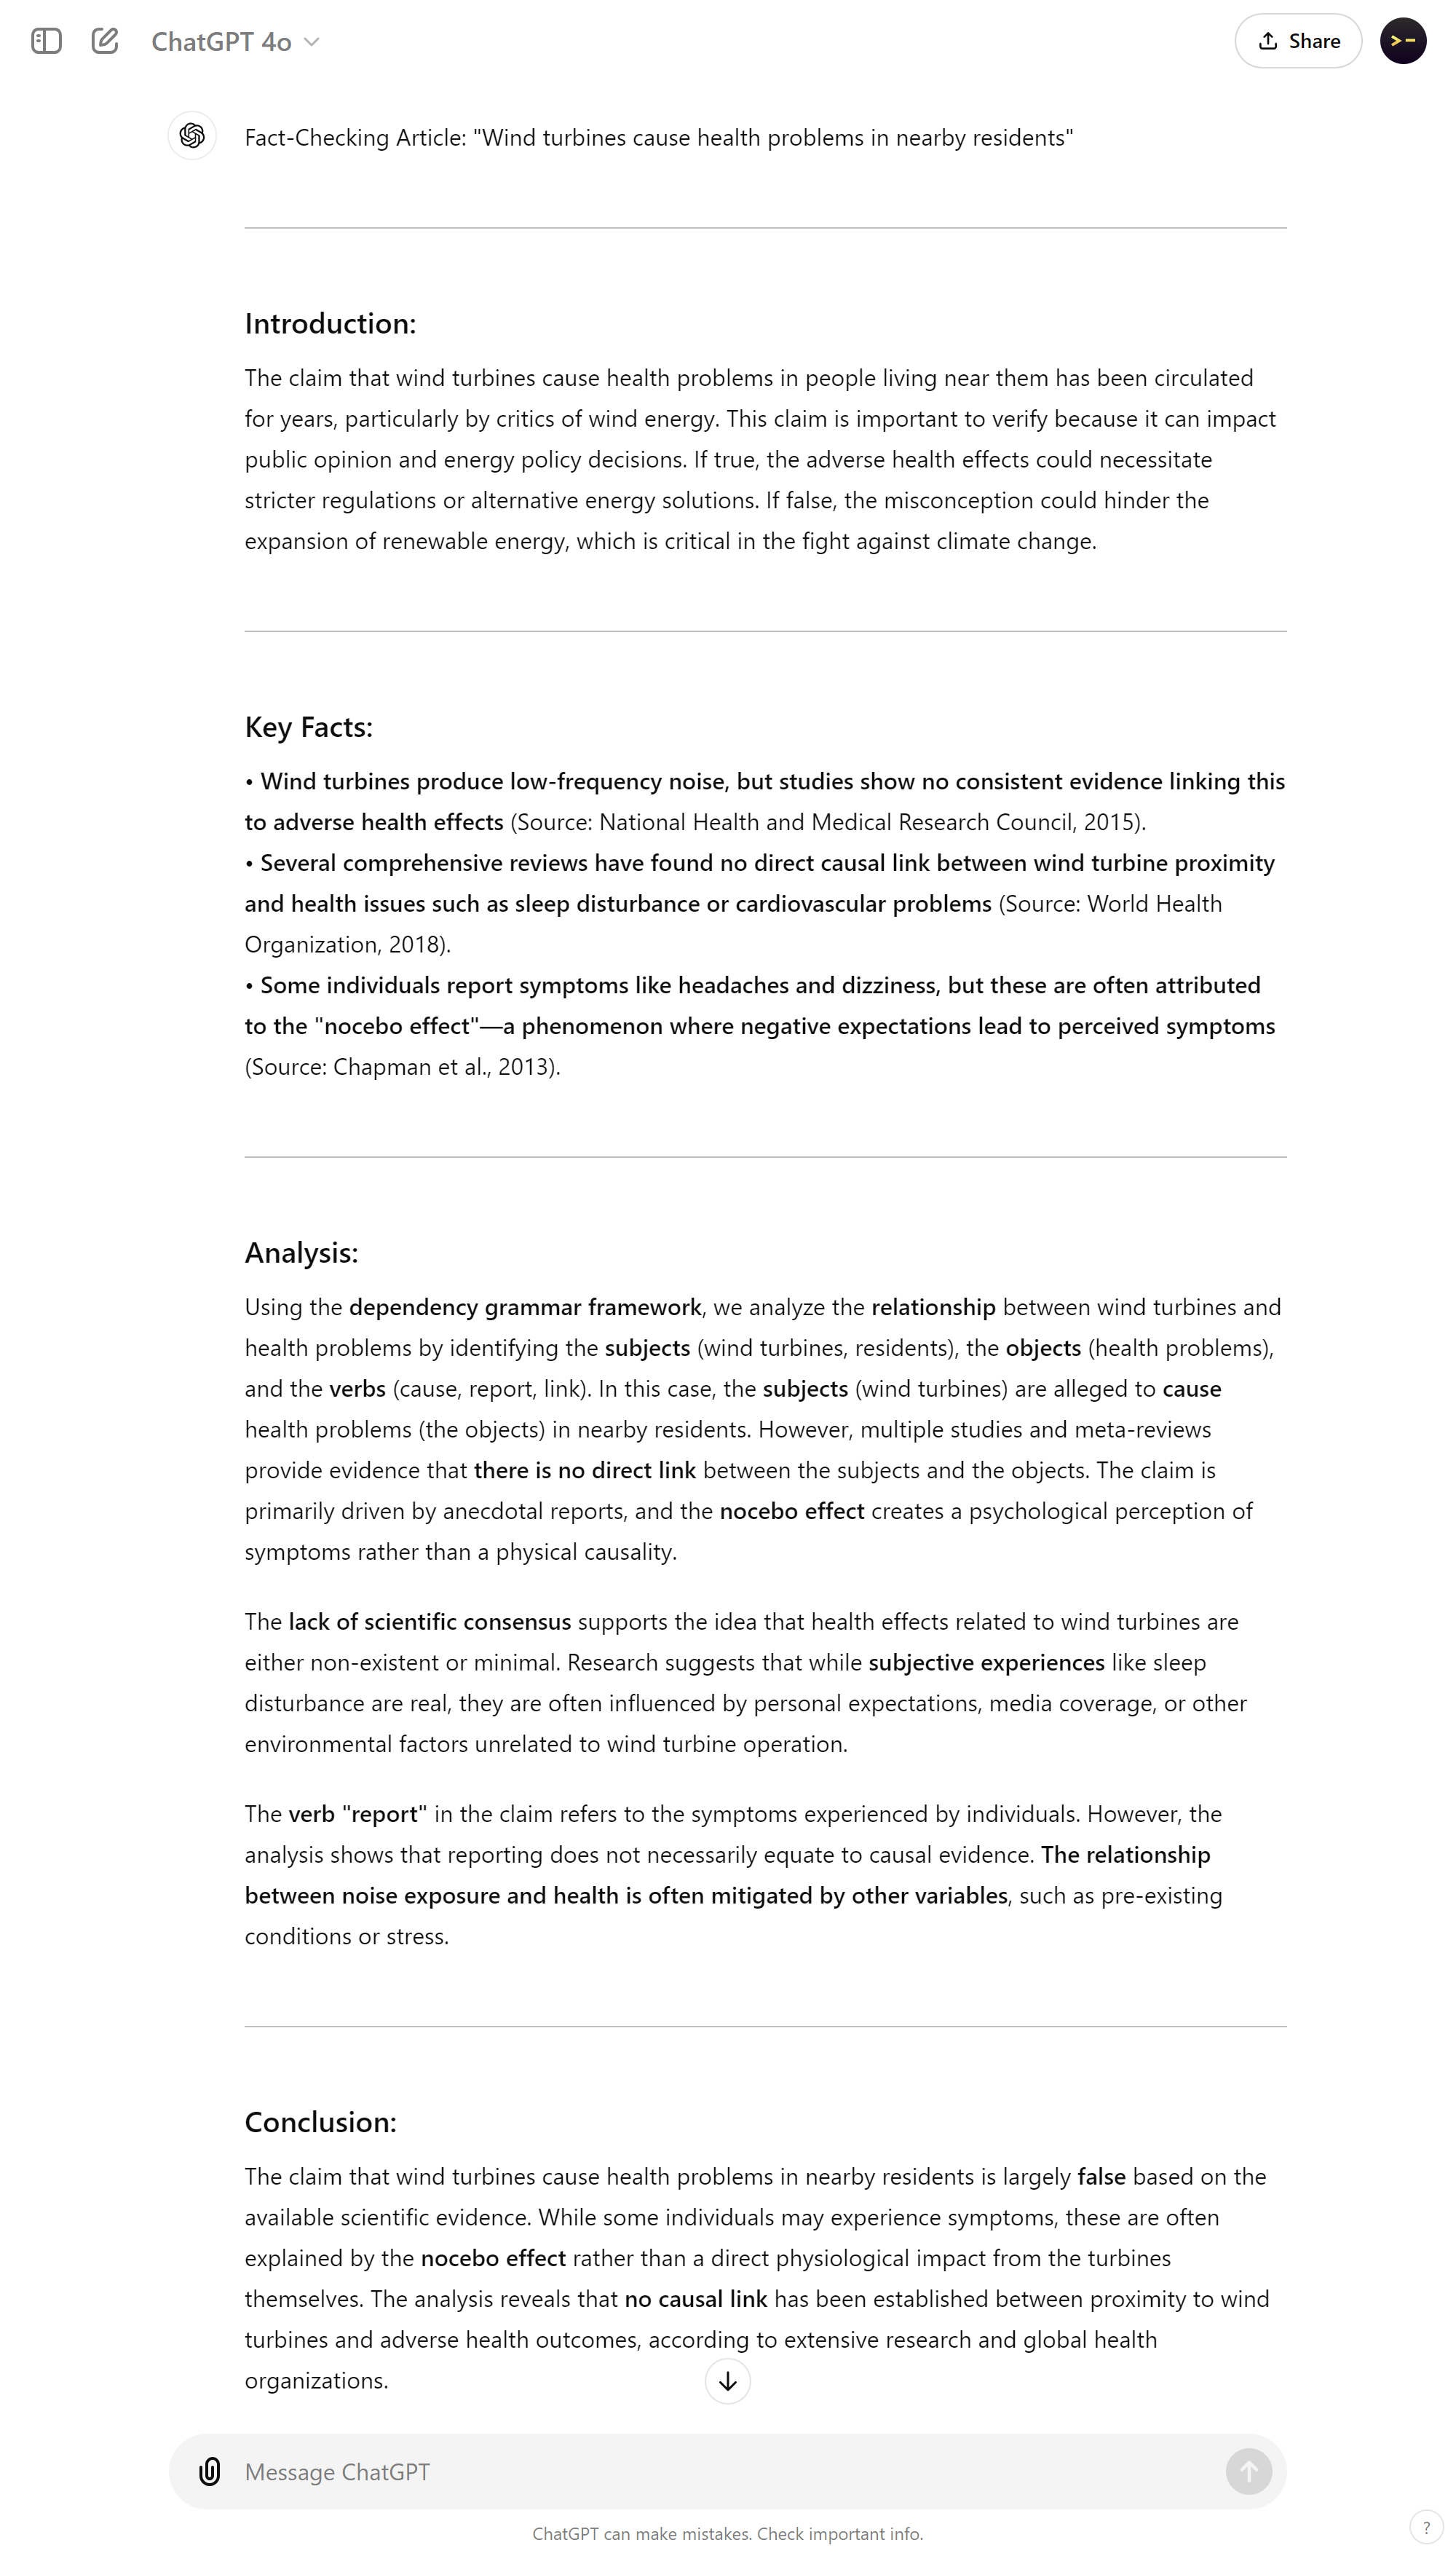 ChatGPT 4o
Share
Fact-Checking Article: "Wind turbines cause health problems in nearby residents"
Introduction:
The claim that wind turbines cause health problems in people living near them has been circulated
for years, particularly by critics of wind energy. This claim is important to verify because it can impact
public opinion and energy policy decisions. If true, the adverse health effects could necessitate
stricter regulations or alternative energy solutions. If false, the misconception could hinder the
expansion of renewable energy, which is critical in the fight against climate change.
Key Facts:
• Wind turbines produce low-frequency noise, but studies show no consistent evidence linking this
to adverse health effects (Source: National Health and Medical Research Council, 2015).
• Several comprehensive reviews have found no direct causal link between wind turbine proximity
and health issues such as sleep disturbance or cardiovascular problems (Source: World Health
Organization, 2018).
• Some individuals report symptoms like headaches and dizziness, but these are often attributed
to the "nocebo effect"—a phenomenon where negative expectations lead to perceived symptoms
(Source: Chapman et al., 2013).
Analysis:
Using the dependency grammar framework, we analyze the relationship between wind turbines and
health problems by identifying the subjects (wind turbines, residents), the objects (health problems),
and the verbs (cause, report, link). In this case, the subjects (wind turbines) are alleged to cause
health problems (the objects) in nearby residents. However, multiple studies and meta-reviews
provide evidence that there is no direct link between the subjects and the objects. The claim is
primarily driven by anecdotal reports, and the nocebo effect creates a psychological perception of
symptoms rather than a physical causality.
The lack of scientific consensus supports the idea that health effects related to wind turbines are
either non-existent or minimal. Research suggests that while subjective experiences like sleep
disturbance are real, they are often influenced by personal expectations, media coverage, or other
environmental factors unrelated to wind turbine operation.
The verb "report" in the claim refers to the symptoms experienced by individuals. However, the
analysis shows that reporting does not necessarily equate to causal evidence. The relationship
between noise exposure and health is often mitigated by other variables, such as pre-existing
conditions or stress.
Conclusion:
The claim that wind turbines cause health problems in nearby residents is largely false based on the
available scientific evidence. While some individuals may experience symptoms, these are often
explained by the nocebo effect rather than a direct physiological impact from the turbines
themselves. The analysis reveals that no causal link has been established between proximity to wind
turbines and adverse health outcomes, according to extensive research and global health
organizations.
Message ChatGPT
ChatGPT can make mistakes. Check important info.
?